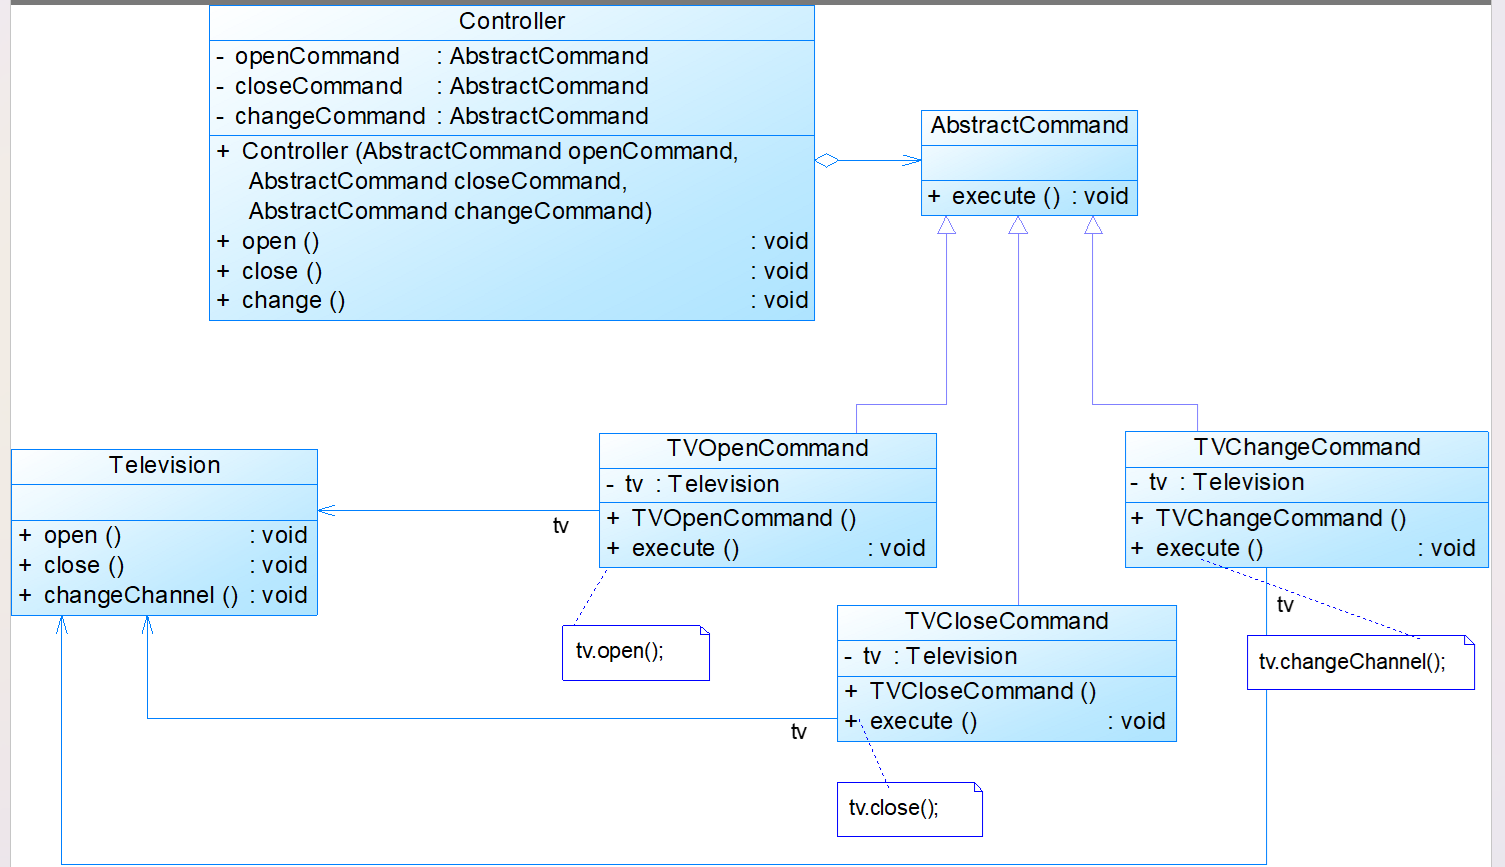 Controller
- openCommand : AbstractCommand
- closeCommand : AbstractCommand
- changeCommand : AbstractCommand
+ Controller (AbstractCommand openCommand,
AbstractCommand closeCommand,
AbstractCommand changeCommand)
+ open () : void
+ close () : void
+ change () : void
AbstractCommand
+ execute () : void
Television
+ open () : void
+ close () : void
+ changeChannel () : void
TVOpenCommand
- tv : Television
+ TVOpenCommand ()
+ execute () : void
tv
tv.open();
TVChangeCommand
- tv : Television
+ TVChangeCommand ()
+ execute () : void
tv
tv.changeChannel();
TVCloseCommand
- tv : Television
+ TVCloseCommand ()
+ execute () : void
tv
tv.close();